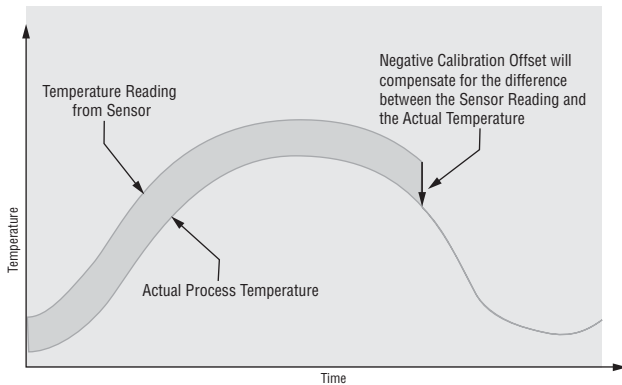 Negative Calibration Offset will
compensate for the difference
between the Sensor Reading and
the Actual Temperature
Temperature Reading
from Sensor
Temperature
Actual Process Temperature
Time